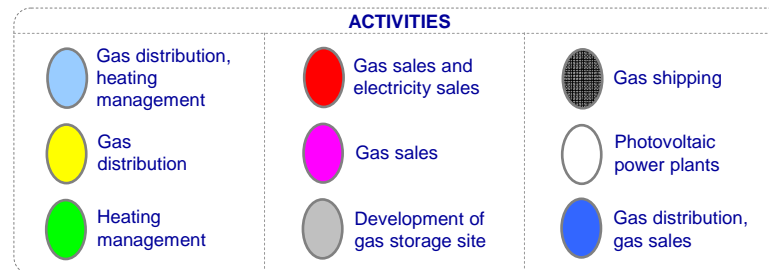 ACTIVITIES
Gas distribution,
heating
management
Gas sales and
electricity sales
Gas shipping
Gas
distribution
Gas sales
Photovoltaic
power plants
Heating
management
Development of
gas storage site
Gas distribution,
gas sales